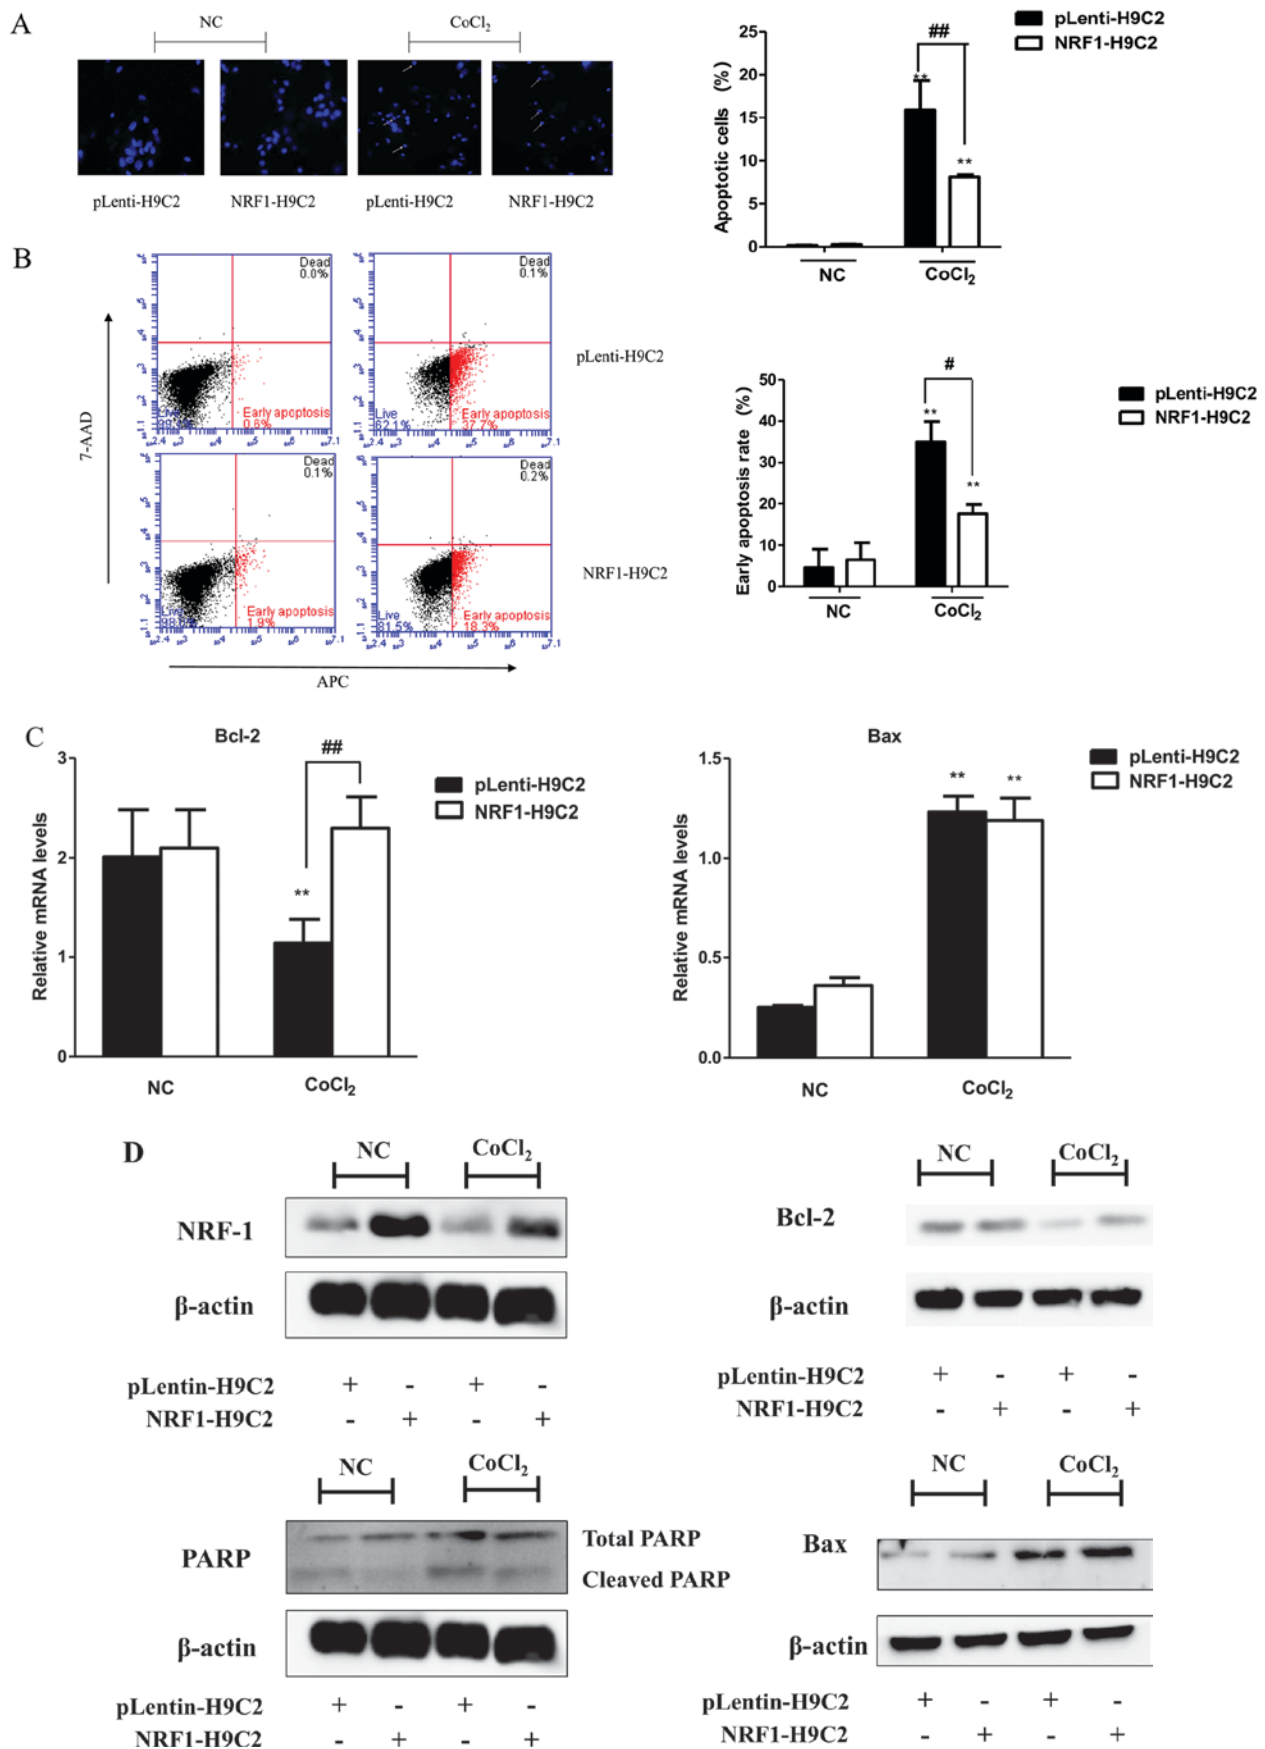 A
NC
CoCl₂
pLenti-H9C2
NRF1-H9C2
pLenti-H9C2
NRF1-H9C2
pLenti-H9C2
NRF1-H9C2
Apoptotic cells (%)
25
20
15
10
5
0
**
##
**
NC
CoCl₂
B
7-AAD
APC
Dead
0.0%
Live
Early apoptosis
0.6%
Dead
0.1%
Live
62.1%
Early apoptosis
37.7%
pLenti-H9C2
Dead
0.1%
Live
Early apoptosis
1.9%
Dead
0.2%
Live
81.5%
Early apoptosis
18.3%
NRF1-H9C2
Early apoptosis rate (%)
50
40
30
20
10
0
**
#
**
NC
CoCl₂
pLenti-H9C2
NRF1-H9C2
C
Bcl-2
Relative mRNA levels
3
2
1
0
**
##
NC
CoCl₂
pLenti-H9C2
NRF1-H9C2
Bax
Relative mRNA levels
1.5
1.0
0.5
0.0
** **
NC
CoCl₂
pLenti-H9C2
NRF1-H9C2
D
NC CoCl₂
NRF-1
β-actin
pLentin-H9C2 + - + -
NRF1-H9C2 - + - +
NC CoCl₂
Bcl-2
β-actin
pLentin-H9C2 + - + -
NRF1-H9C2 - + - +
NC CoCl₂
PARP
Total PARP
Cleaved PARP
β-actin
pLentin-H9C2 + - + -
NRF1-H9C2 - + - +
NC CoCl₂
Bax
β-actin
pLentin-H9C2 + - + -
NRF1-H9C2 - + - +